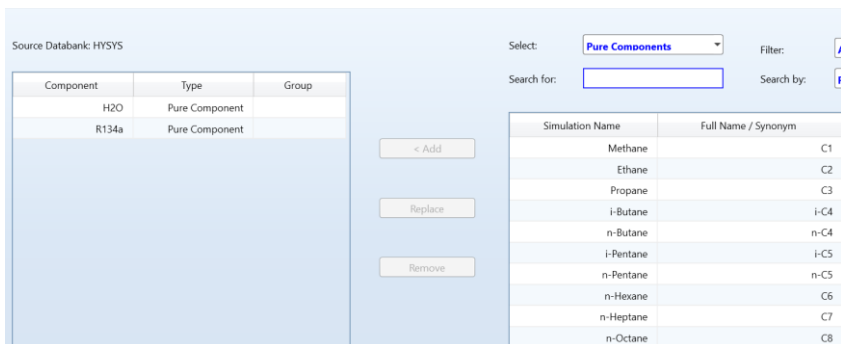 Source Databank: HYSYS
Component Type Group
H2O Pure Component
R134a Pure Component
< Add
Replace
Remove
Select: Pure Components Filter:
Search for: Search by:
Simulation Name Full Name / Synonym
Methane C1
Ethane C2
Propane C3
i-Butane i-C4
n-Butane n-C4
i-Pentane i-C5
n-Pentane n-C5
n-Hexane C6
n-Heptane C7
n-Octane C8